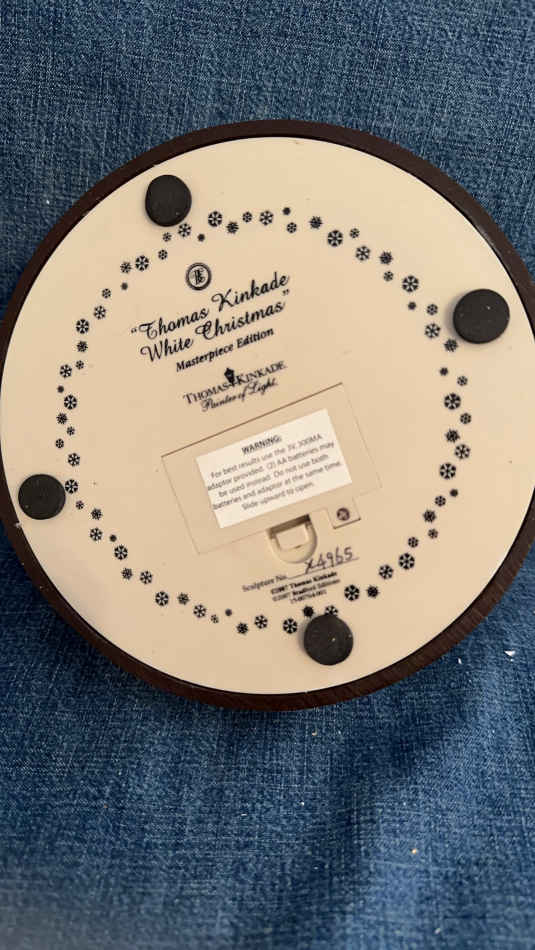 "Thomas Kinkade
White Christmas"
Masterpiece Edition
THOMAS KINKADE
Painter of Light
WARNING:
For best results use the 3V, 300MA
adaptor provided. (2) AA batteries may
be used instead. Do not use both
batteries and adaptor at the same time.
Slide upward to open.
Sculpture No. X4965
©2007 Thomas Kinkade
©2007 Bradford Editions